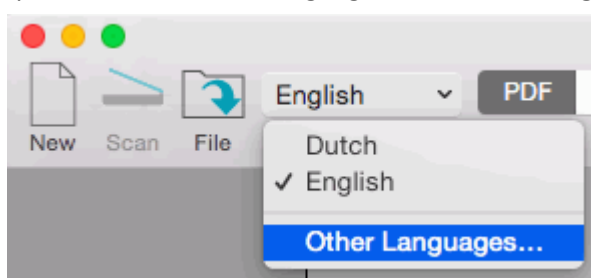 English
PDF
New
Scan
File
Dutch
✓ English
Other Languages...